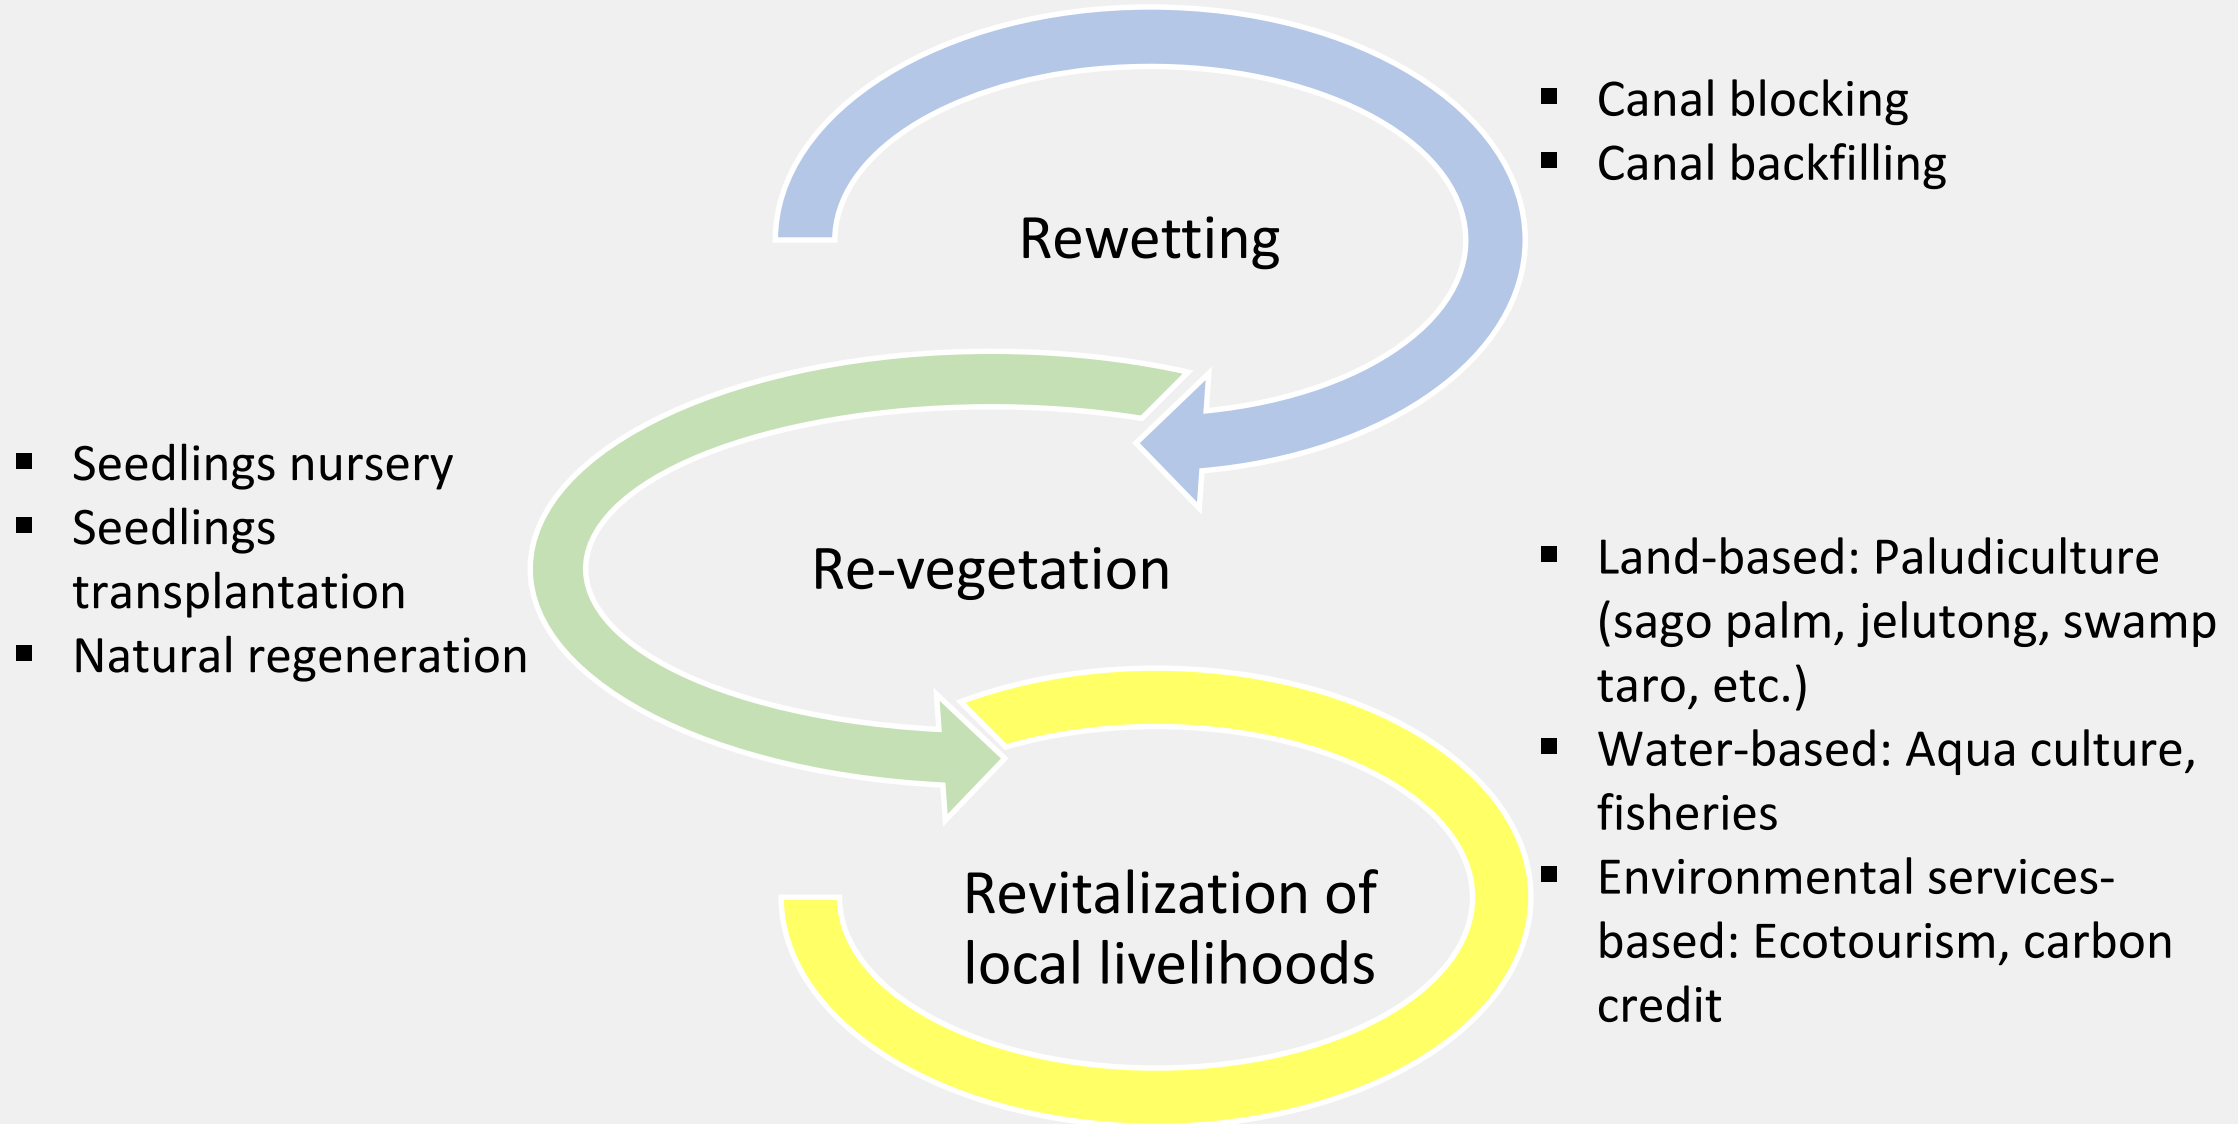 Rewetting
▪ Canal blocking
▪ Canal backfilling
Re-vegetation
▪ Seedlings nursery
▪ Seedlings
transplantation
▪ Natural regeneration
Revitalization of
local livelihoods
▪ Land-based: Paludiculture
(sago palm, jelutong, swamp
taro, etc.)
▪ Water-based: Aqua culture,
fisheries
▪ Environmental services-
based: Ecotourism, carbon
credit